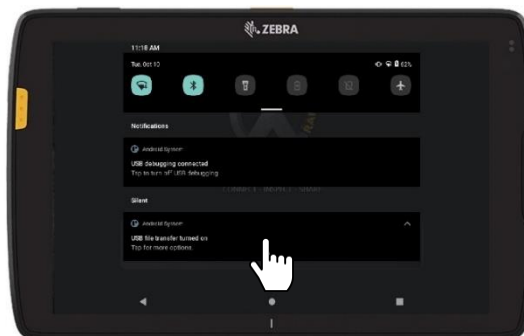 ZEBRA
11:18 AM
Tue, Oct 10
62%
Notifications
Android System
USB debugging connected
Tap to turn off USB debugging
Silent
Android System
USB file transfer turned on
Tap for more options.